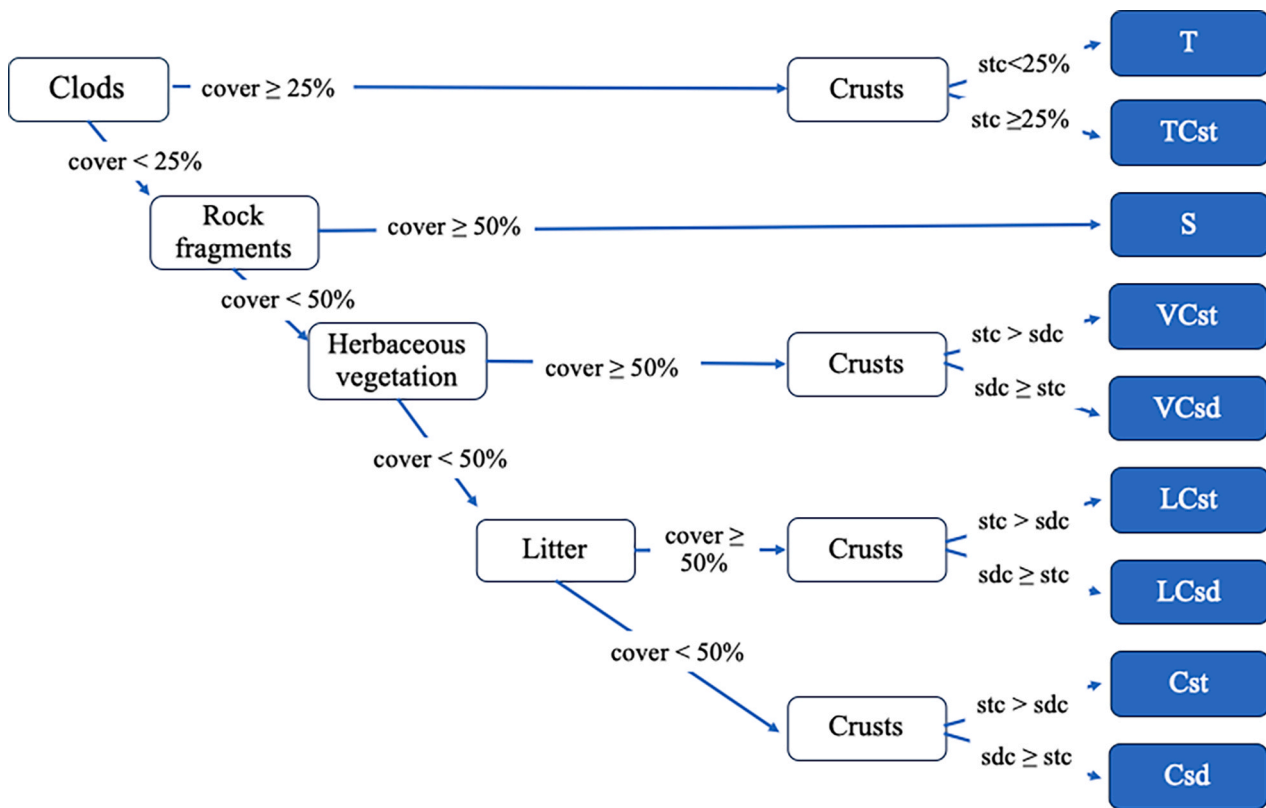 Clods
cover ≥ 25%
Crusts
stc<25%
T
stc ≥25%
TCst
cover < 25%
Rock
fragments
cover ≥ 50%
S
cover < 50%
Herbaceous
vegetation
cover ≥ 50%
Crusts
stc > sdc
VCst
sdc ≥ stc
VCsd
cover < 50%
Litter
cover ≥
50%
Crusts
stc > sdc
LCst
sdc ≥ stc
LCsd
cover < 50%
Crusts
stc > sdc
Cst
sdc ≥ stc
Csd